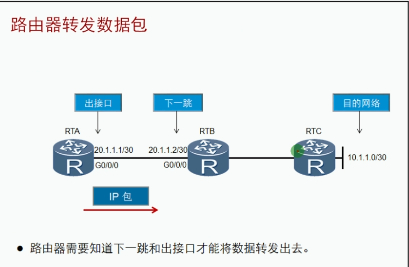 路由器转发数据包
出接口
下一跳
目的网络
RTA
RTB
RTC
20.1.1.1/30
20.1.1.2/30
10.1.1.0/30
G0/0/0
G0/0/0
R
R
R
IP 包
● 路由器需要知道下一跳和出接口才能将数据转发出去。